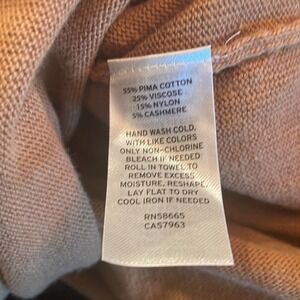 55% PIMA COTTON
25% VISCOSE
15% NYLON
5% CASHMERE
HAND WASH COLD,
WITH LIKE COLORS
ONLY NON-CHLORINE
BLEACH IF NEEDED
ROLL IN TOWEL TO
REMOVE EXCESS
MOISTURE, RESHAPE,
LAY FLAT TO DRY
COOL IRON IF NEEDED
RN58665
CA57963